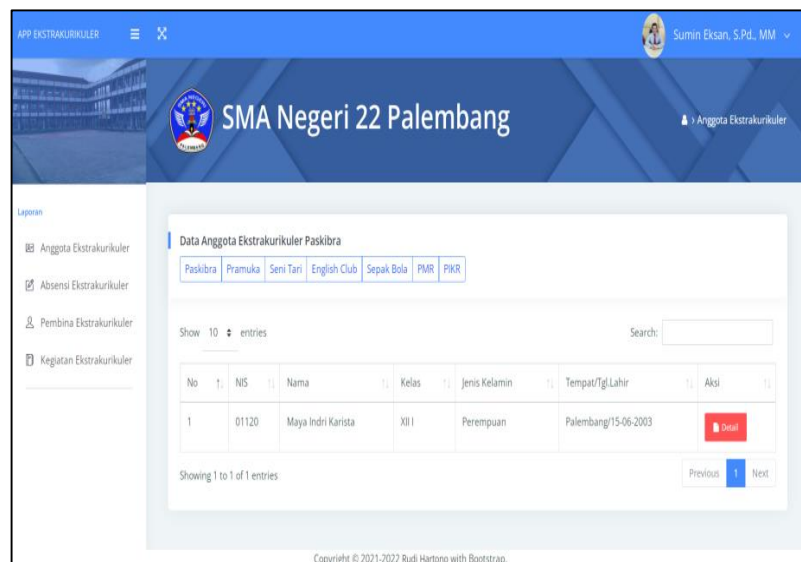 APP EKSTRAKURIKULER
Sumin Eksan, S.Pd., MM
SMA Negeri 22 Palembang
> Anggota Ekstrakurikuler
Laporan
Anggota Ekstrakurikuler
Absensi Ekstrakurikuler
Pembina Ekstrakurikuler
Kegiatan Ekstrakurikuler
Data Anggota Ekstrakurikuler Paskibra
Paskibra Pramuka Seni Tari English Club Sepak Bola PMR PIKR
Show 10 entries Search:
No NIS Nama Kelas Jenis Kelamin Tempat/Tgl.Lahir Aksi
1 01120 Maya Indri Karista XII I Perempuan Palembang/15-06-2003 Detail
Showing 1 to 1 of 1 entries Previous 1 Next
Copyright © 2021-2022 Rudi Hartono with Bootstrap.